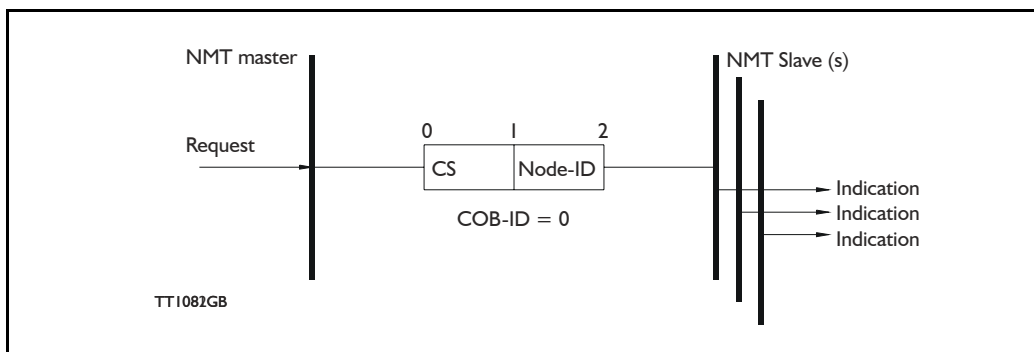 NMT master
NMT Slave (s)
0 1 2
Request
CS Node-ID
COB-ID = 0
Indication
Indication
Indication
TT1082GB